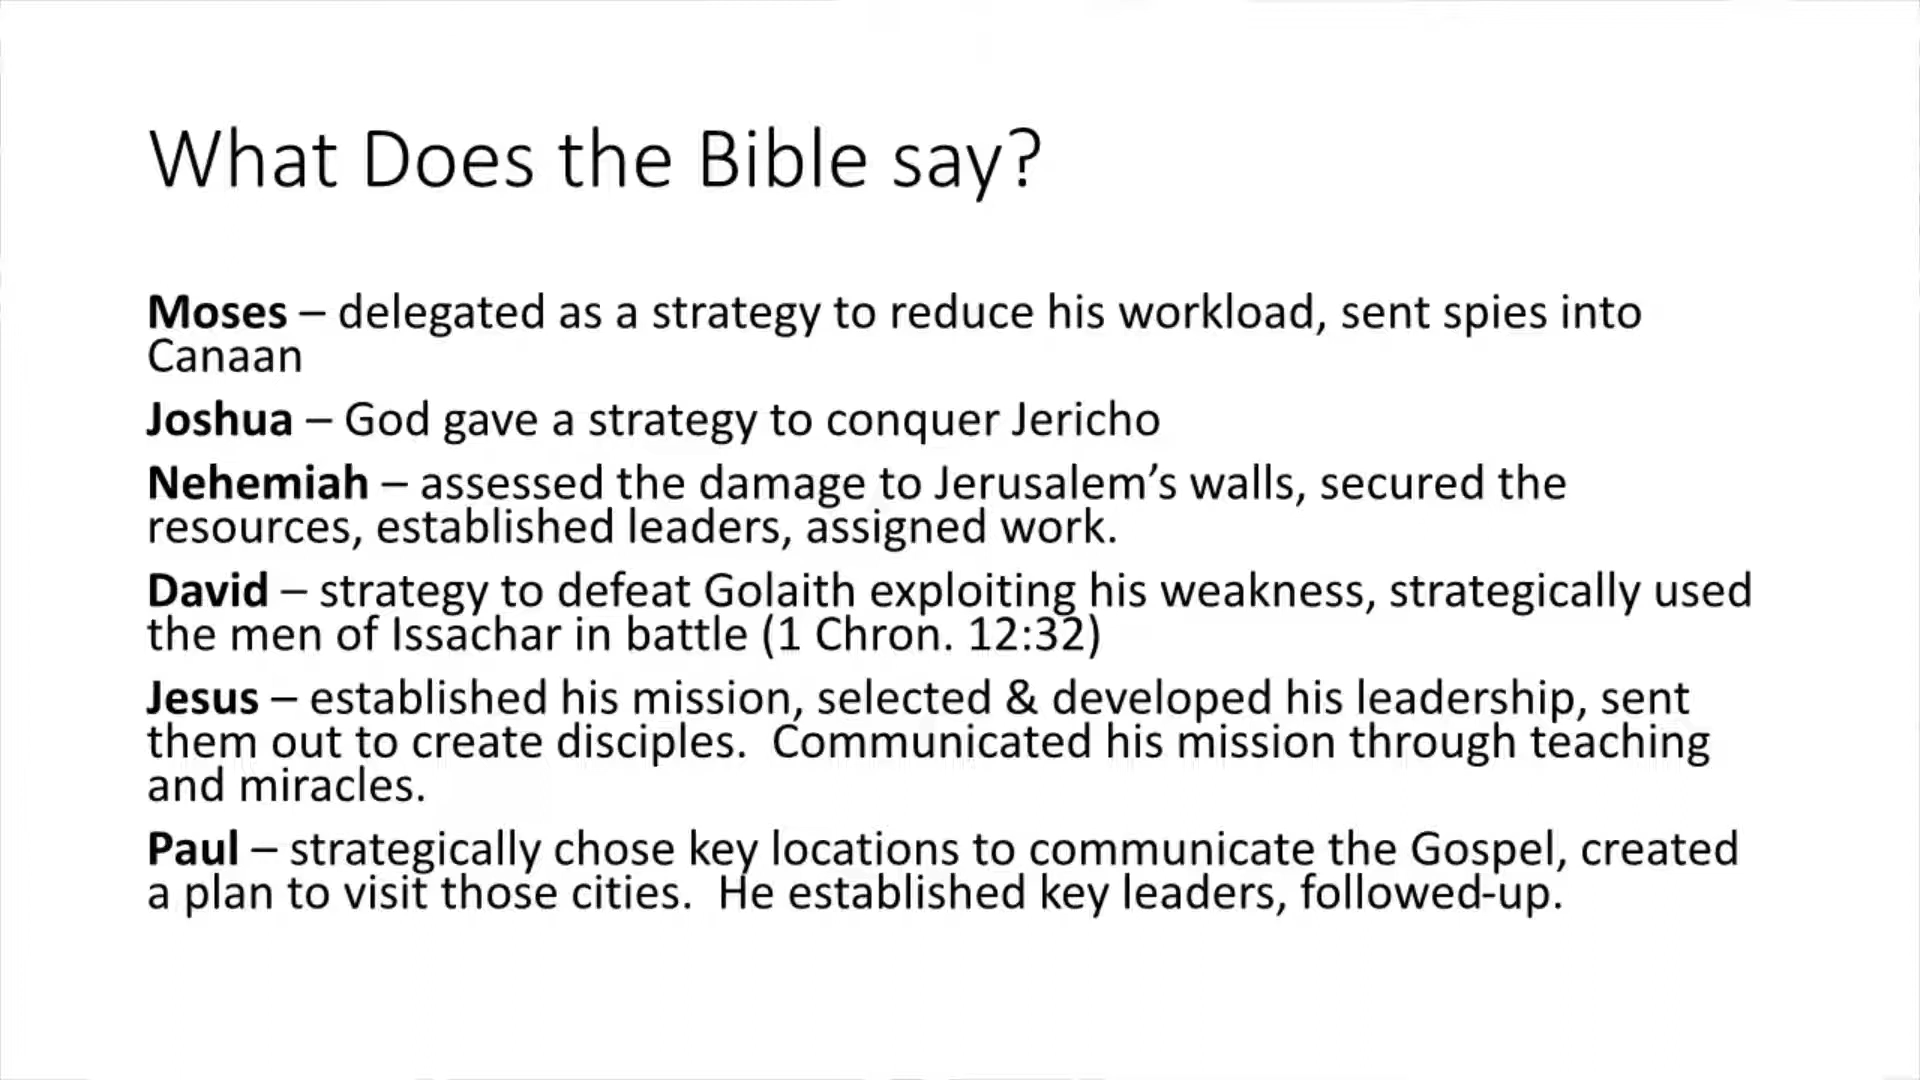 What Does the Bible say?
Moses – delegated as a strategy to reduce his workload, sent spies into
Canaan
Joshua – God gave a strategy to conquer Jericho
Nehemiah – assessed the damage to Jerusalem’s walls, secured the
resources, established leaders, assigned work.
David – strategy to defeat Golaith exploiting his weakness, strategically used
the men of Issachar in battle (1 Chron. 12:32)
Jesus – established his mission, selected & developed his leadership, sent
them out to create disciples.  Communicated his mission through teaching
and miracles.
Paul – strategically chose key locations to communicate the Gospel, created
a plan to visit those cities.  He established key leaders, followed-up.